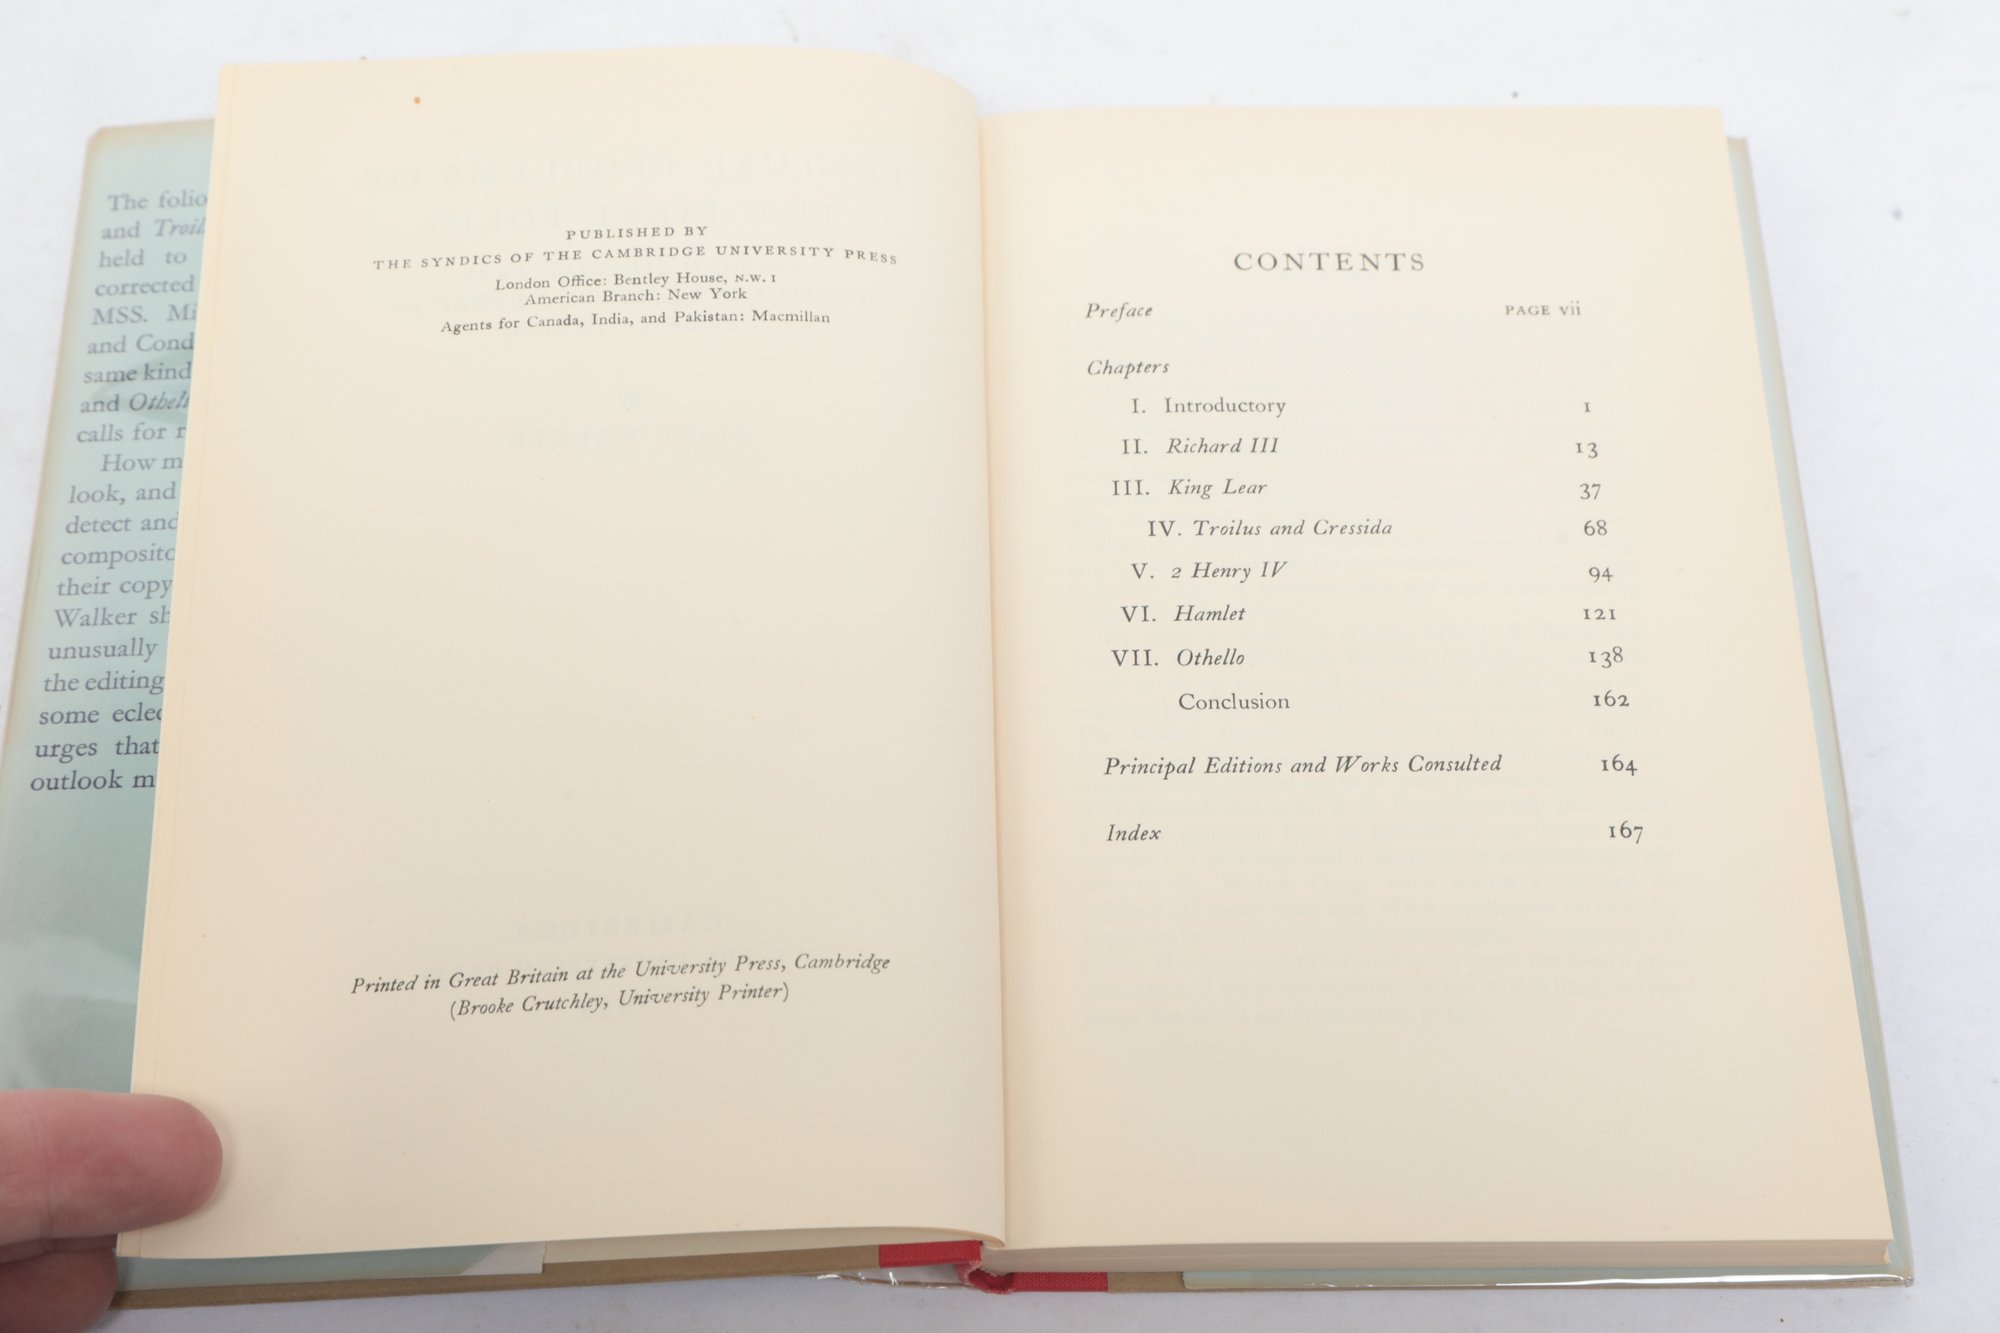 The folio
and Troil
held to
corrected
MSS. Mi
and Cond
same kind
and Othell
calls for r
How m
look, and
detect and
composito
their copy
Walker sh
unusually
the editing
some eclec
urges that
outlook m
PUBLISHED BY
THE SYNDICS OF THE CAMBRIDGE UNIVERSITY PRESS
London Office: Bentley House, N.W. 1
American Branch: New York
Agents for Canada, India, and Pakistan: Macmillan
Printed in Great Britain at the University Press, Cambridge
(Brooke Crutchley, University Printer)
CONTENTS
Preface PAGE vii
Chapters
I. Introductory 1
II. Richard III 13
III. King Lear 37
IV. Troilus and Cressida 68
V. 2 Henry IV 94
VI. Hamlet 121
VII. Othello 138
Conclusion 162
Principal Editions and Works Consulted 164
Index 167